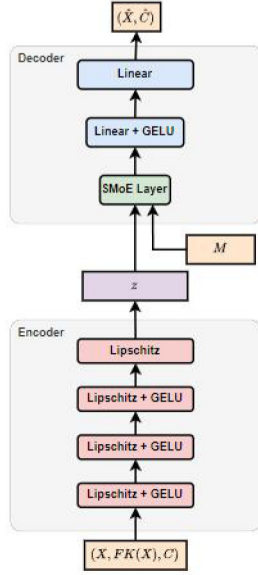 (X̂, Ĉ)
Decoder
Linear
Linear + GELU
SMoE Layer
M
z
Encoder
Lipschitz
Lipschitz + GELU
Lipschitz + GELU
Lipschitz + GELU
(X, FK(X), C)